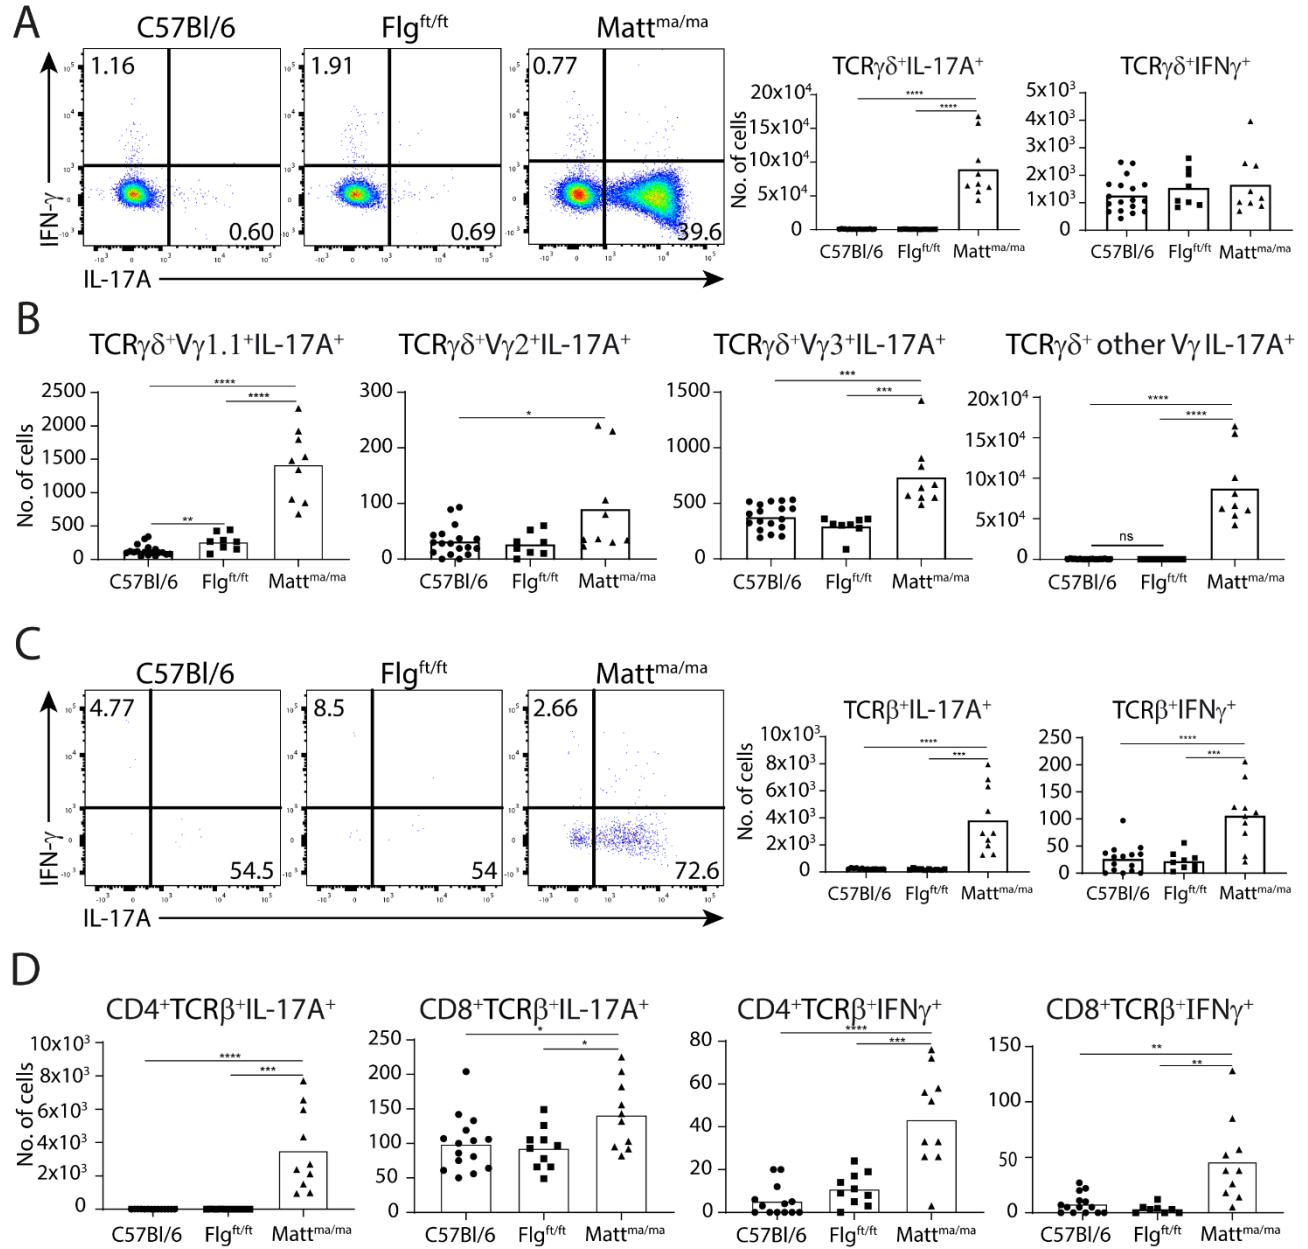 A
C57Bl/6
Flg^ft/ft
Matt^ma/ma
1.16
1.91
0.77
0.60
0.69
39.6
IFN-γ
IL-17A
TCRγδ⁺IL-17A⁺
No. of cells
20x10⁴
15x10⁴
10x10⁴
5x10⁴
0
****
****
C57Bl/6 Flg^ft/ft Matt^ma/ma
TCRγδ⁺IFNγ⁺
5x10³
4x10³
3x10³
2x10³
1x10³
0
C57Bl/6 Flg^ft/ft Matt^ma/ma
B
TCRγδ⁺Vγ1.1⁺IL-17A⁺
No. of cells
2500
2000
1500
1000
500
0
****
****
**
C57Bl/6 Flg^ft/ft Matt^ma/ma
TCRγδ⁺Vγ2⁺IL-17A⁺
300
200
100
0
*
C57Bl/6 Flg^ft/ft Matt^ma/ma
TCRγδ⁺Vγ3⁺IL-17A⁺
1500
1000
500
0
***
***
C57Bl/6 Flg^ft/ft Matt^ma/ma
TCRγδ⁺ other Vγ IL-17A⁺
20x10⁴
15x10⁴
10x10⁴
5x10⁴
0
****
****
ns
C57Bl/6 Flg^ft/ft Matt^ma/ma
C
C57Bl/6
Flg^ft/ft
Matt^ma/ma
4.77
8.5
2.66
54.5
54
72.6
IFN-γ
IL-17A
TCRβ⁺IL-17A⁺
No. of cells
10x10³
8x10³
6x10³
4x10³
2x10³
0
****
***
C57Bl/6 Flg^ft/ft Matt^ma/ma
TCRβ⁺IFNγ⁺
250
200
150
100
50
0
****
***
C57Bl/6 Flg^ft/ft Matt^ma/ma
D
CD4⁺TCRβ⁺IL-17A⁺
No. of cells
10x10³
8x10³
6x10³
4x10³
2x10³
0
****
***
C57Bl/6 Flg^ft/ft Matt^ma/ma
CD8⁺TCRβ⁺IL-17A⁺
250
200
150
100
50
0
*
*
C57Bl/6 Flg^ft/ft Matt^ma/ma
CD4⁺TCRβ⁺IFNγ⁺
80
60
40
20
0
****
***
C57Bl/6 Flg^ft/ft Matt^ma/ma
CD8⁺TCRβ⁺IFNγ⁺
150
100
50
0
**
**
C57Bl/6 Flg^ft/ft Matt^ma/ma